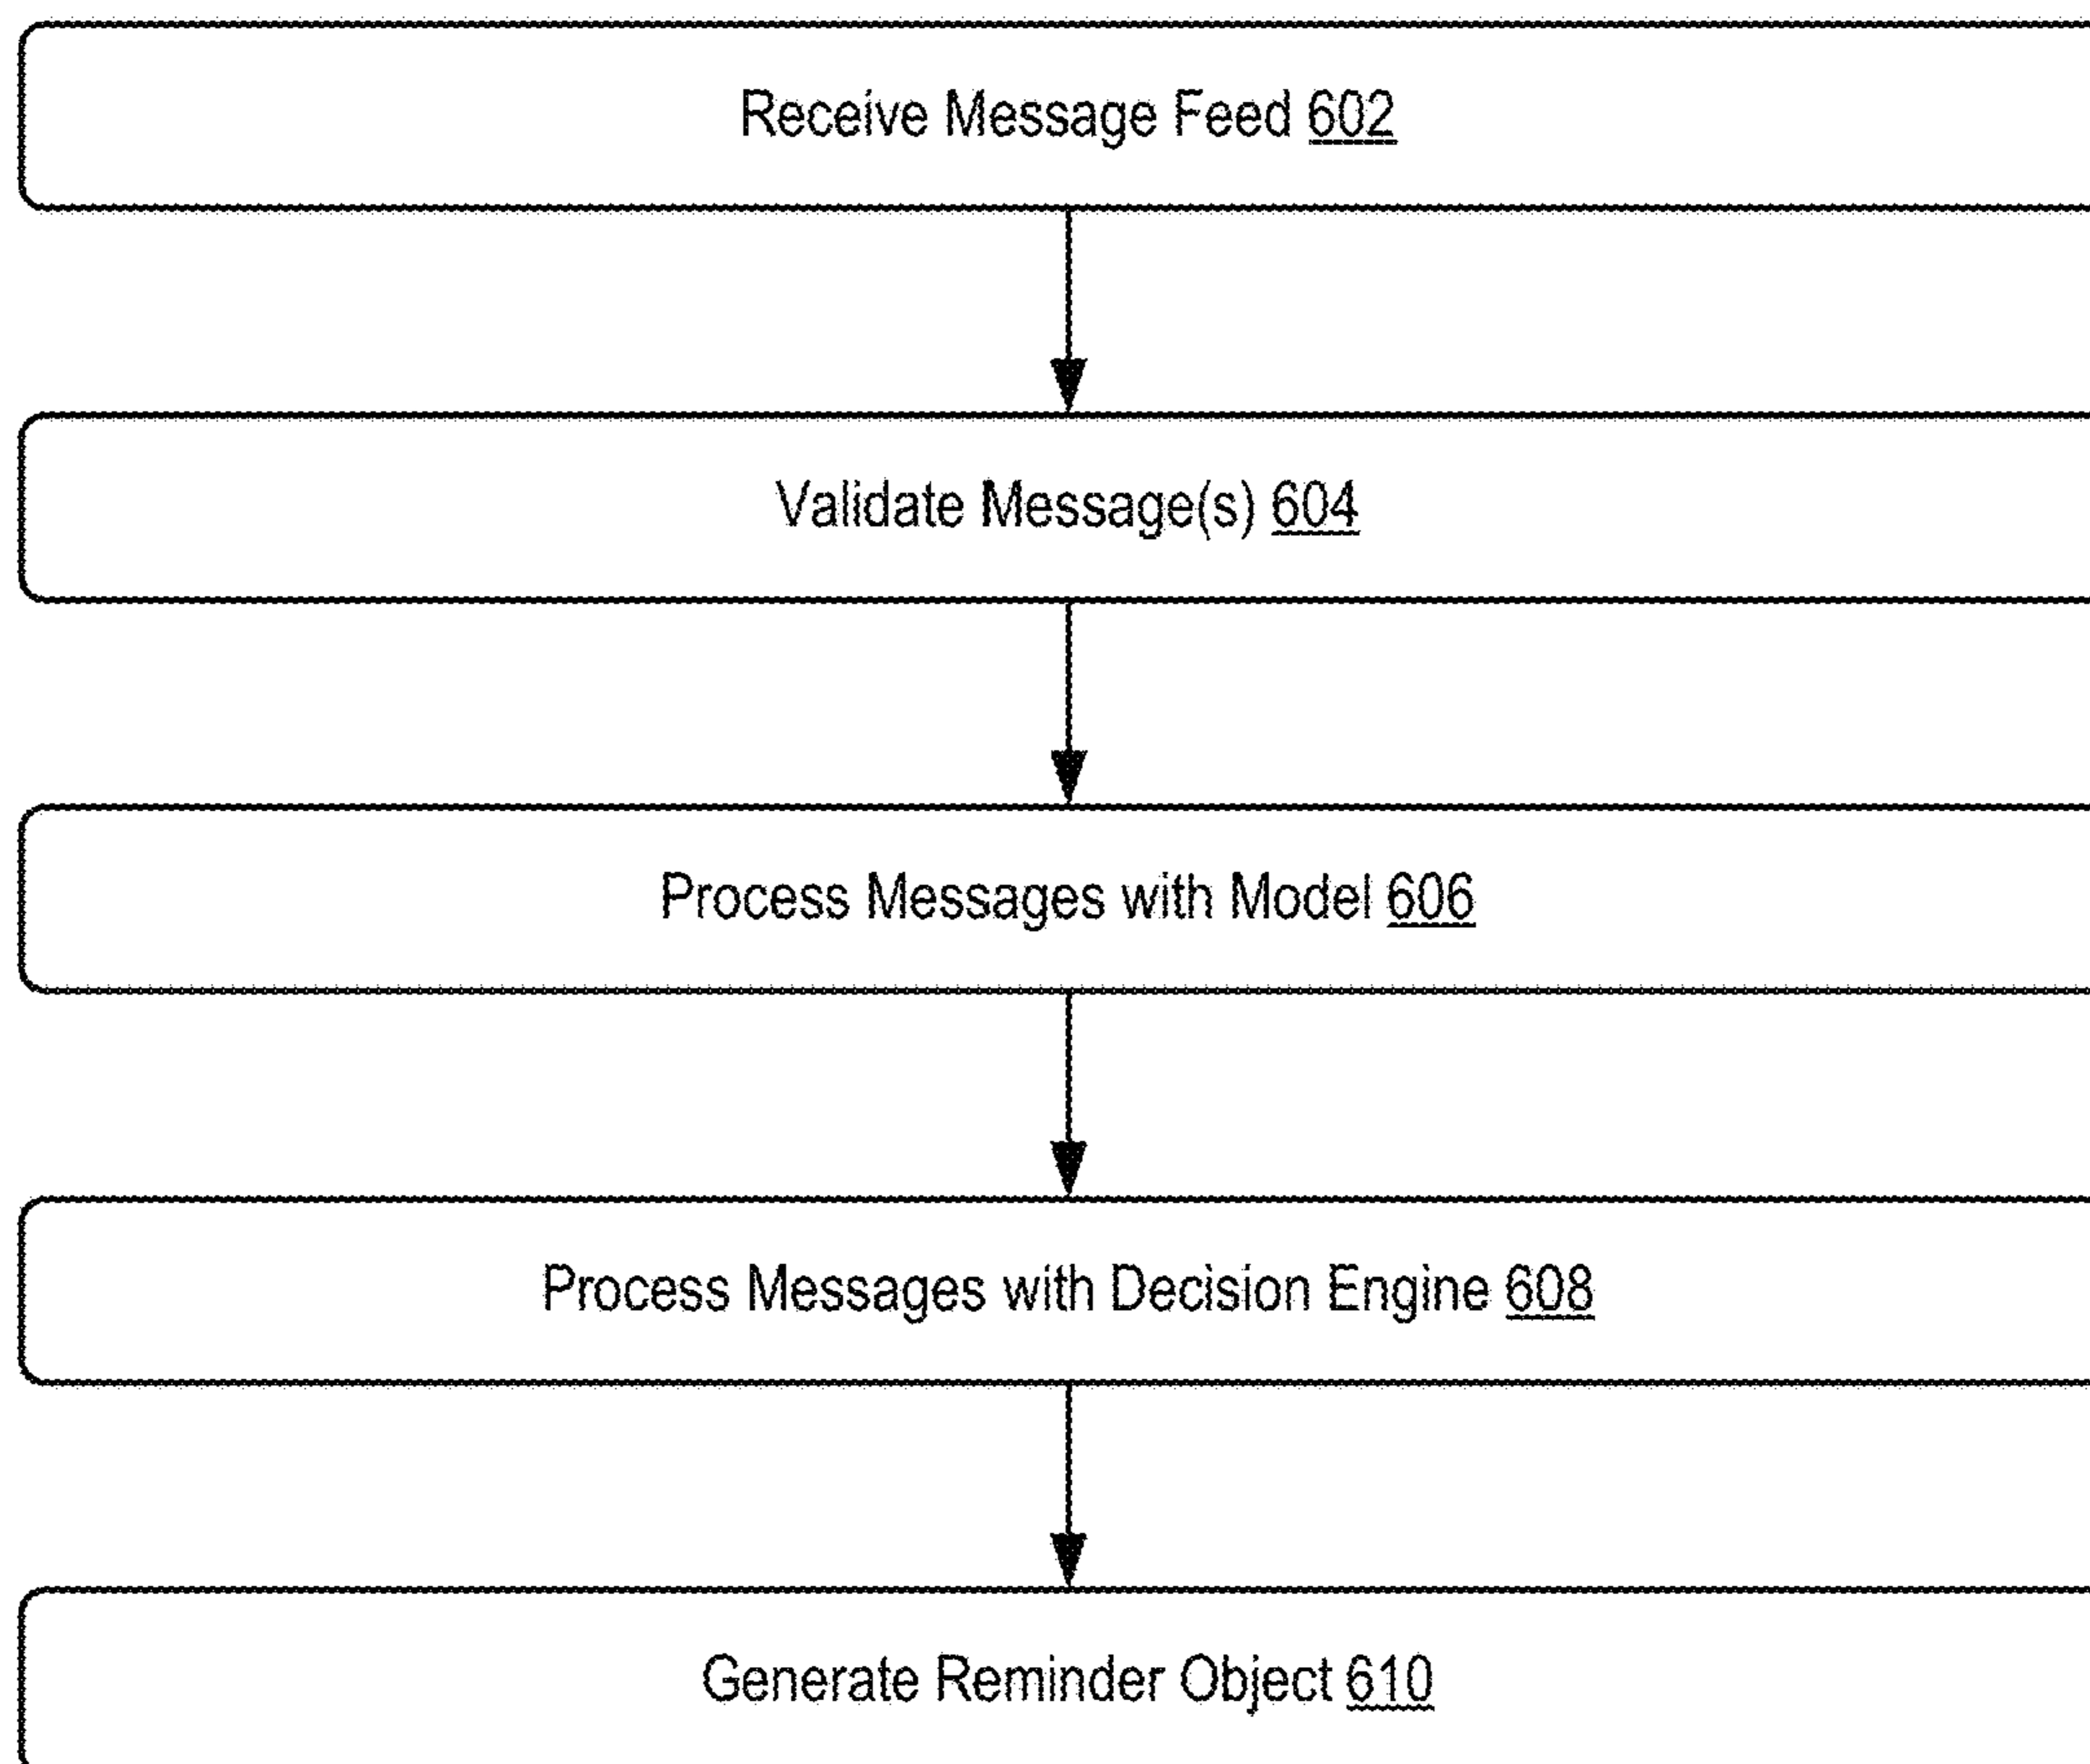 Receive Message Feed 602
Validate Message(s) 604
Process Messages with Model 606
Process Messages with Decision Engine 608
Generate Reminder Object 610